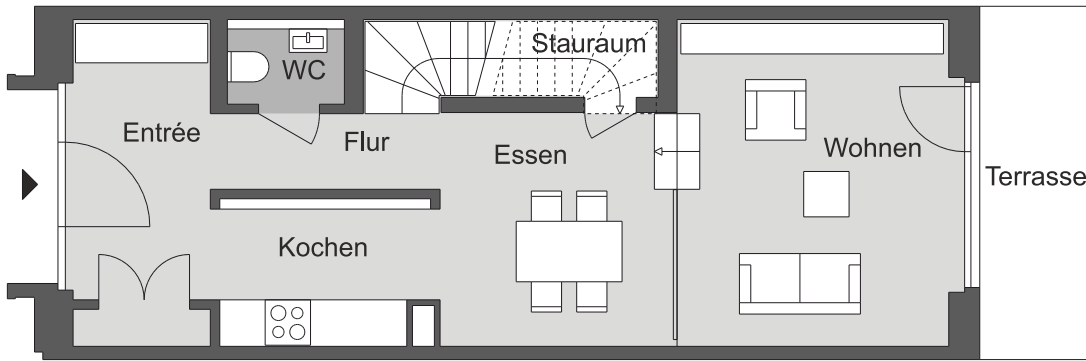 Stauraum
WC
Entrée
Flur
Essen
Wohnen
Terrasse
Kochen